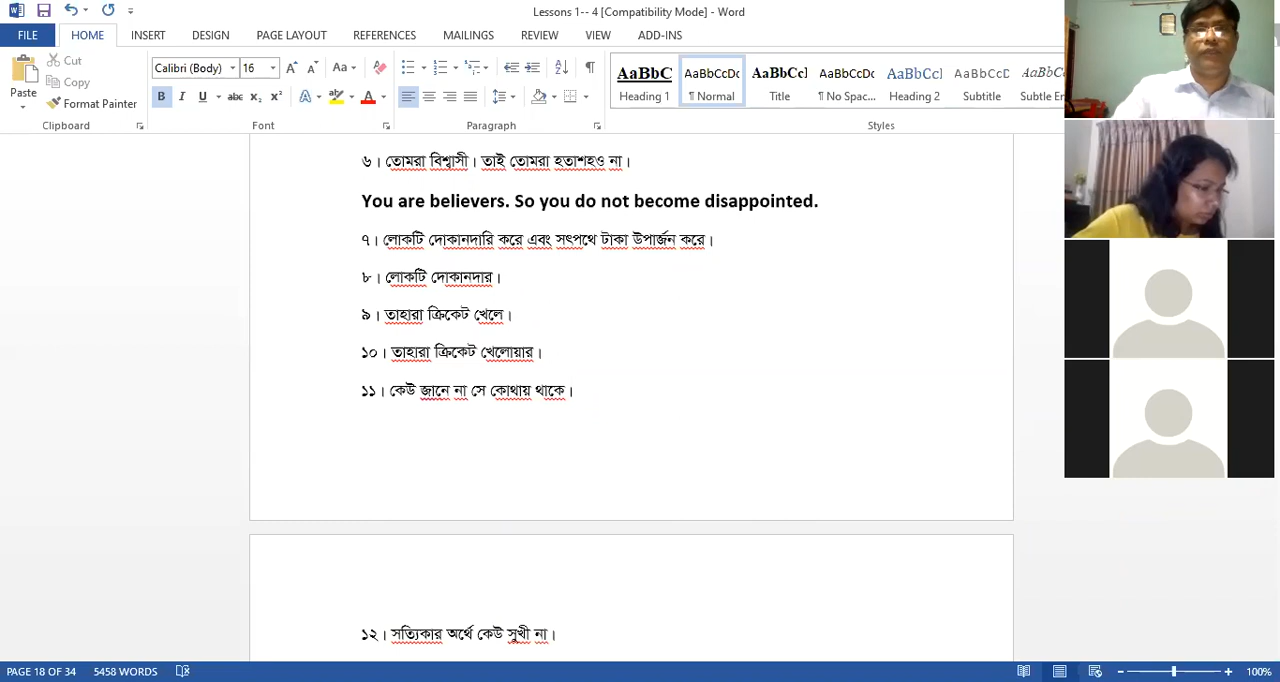 Lessons 1-- 4 [Compatibility Mode] - Word
FILE HOME INSERT DESIGN PAGE LAYOUT REFERENCES MAILINGS REVIEW VIEW ADD-INS
Paste
Cut
Copy
Format Painter
Clipboard
Calibri (Body) 16
Font
Paragraph
AaBbC AaBbCcDc AaBbCc] AaBbCcDc AaBbCc] AaBbCcD AaBbCcDc
Heading 1 ¶ Normal Title ¶ No Spac... Heading 2 Subtitle Subtle Em
Styles
৬। তোমরা বিশ্বাসী। তাই তোমরা হতাশহও না।
You are believers. So you do not become disappointed.
৭। লোকটি দোকানদারি করে এবং সৎপথে টাকা উপার্জন করে।
৮। লোকটি দোকানদার।
৯। তাহারা ক্রিকেট খেলে।
১০। তাহারা ক্রিকেট খেলোয়ার।
১১। কেউ জানে না সে কোথায় থাকে।
১২। সত্যিকার অর্থে কেউ সুখী না।
PAGE 18 OF 34 5458 WORDS 100%